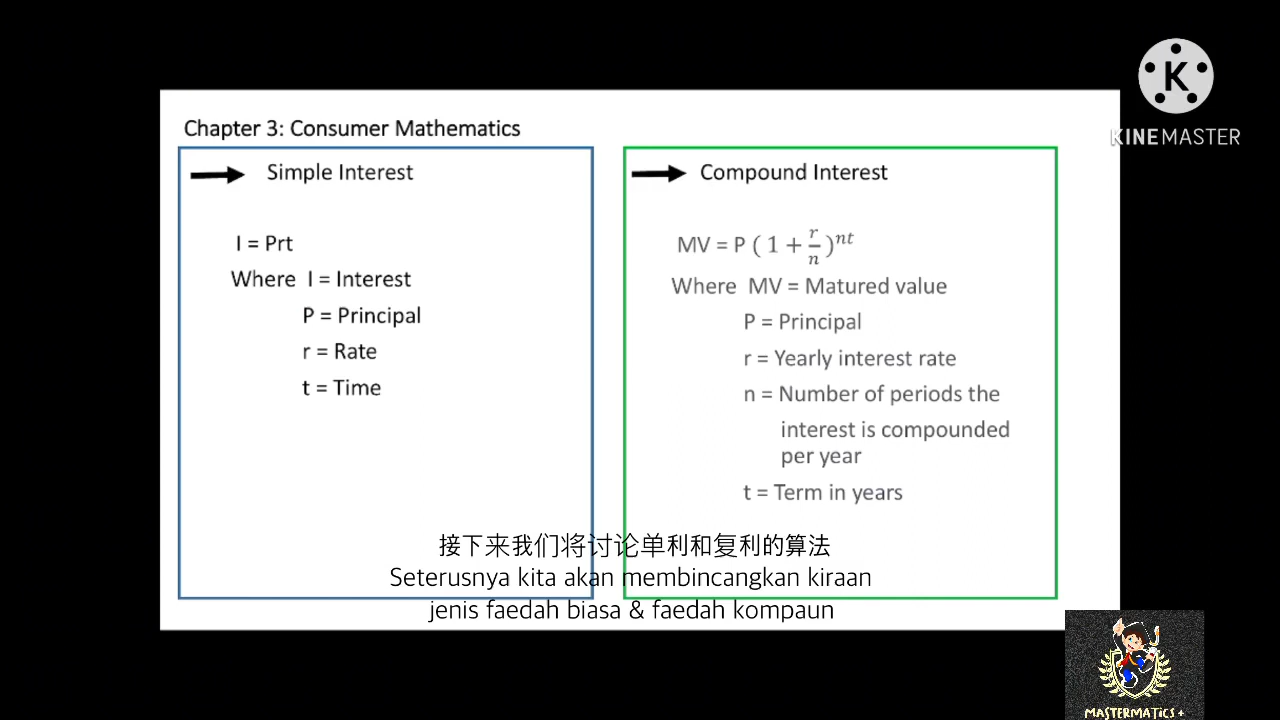 Chapter 3: Consumer Mathematics
Simple Interest
I = Prt
Where I = Interest
P = Principal
r = Rate
t = Time
Compound Interest
MV = P ( 1 + r/n )^nt
Where MV = Matured value
P = Principal
r = Yearly interest rate
n = Number of periods the
interest is compounded
per year
t = Term in years
接下来我们将讨论单利和复利的算法
Seterusnya kita akan membincangkan kiraan
jenis faedah biasa & faedah kompaun
K
KINEMASTER
MASTERMATiCS +